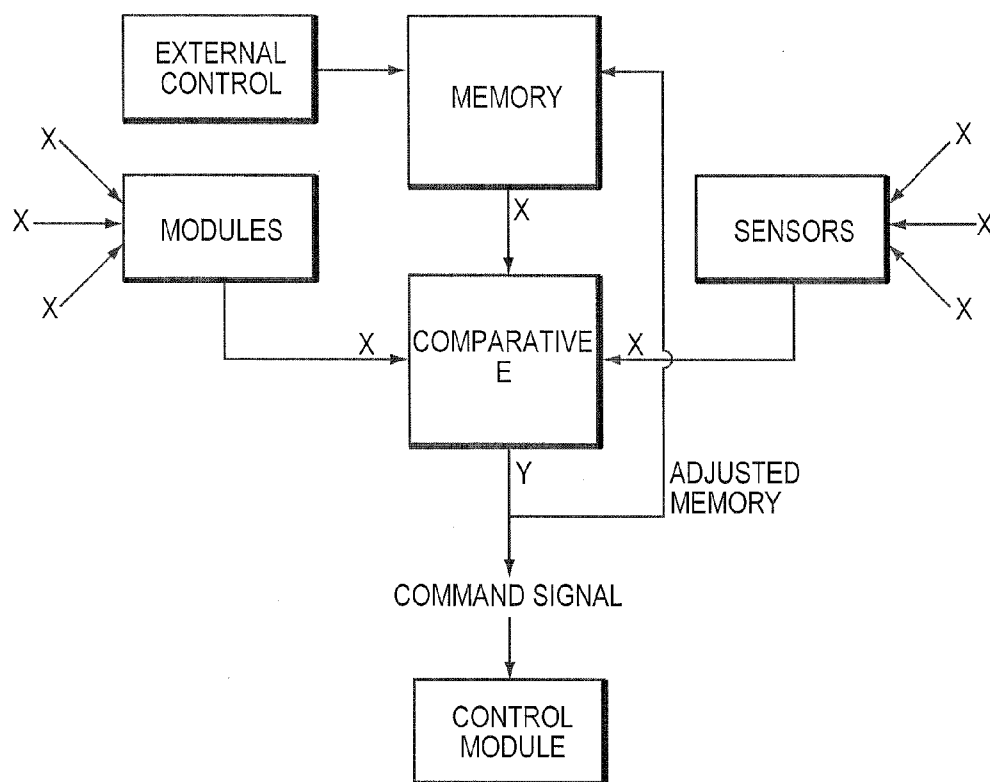 EXTERNAL
CONTROL
MEMORY
X
X
X
MODULES
X
SENSORS
X
X
X
X
COMPARATIVE
E
X
Y
ADJUSTED
MEMORY
COMMAND SIGNAL
CONTROL
MODULE